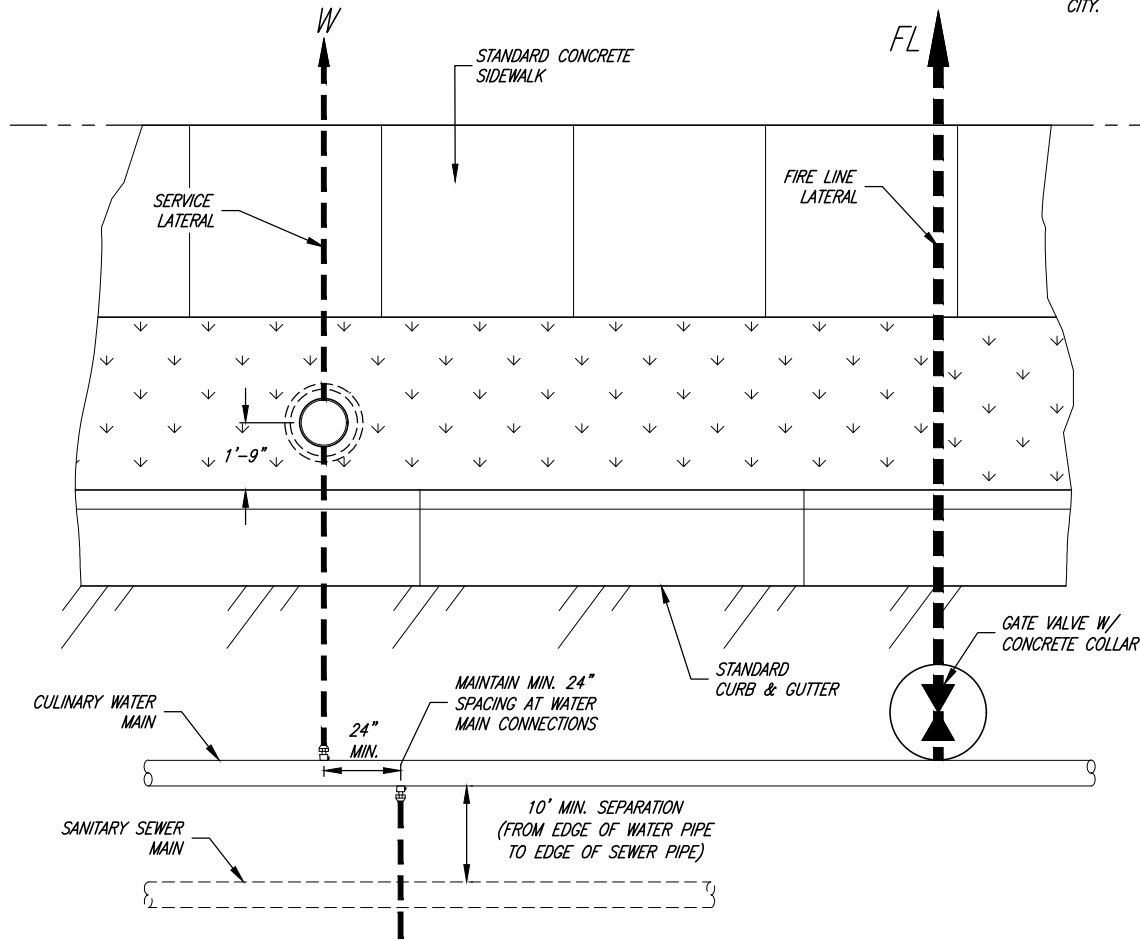 CITY.
W
FL
STANDARD CONCRETE
SIDEWALK
SERVICE
LATERAL
FIRE LINE
LATERAL
1'-9"
GATE VALVE W/
CONCRETE COLLAR
STANDARD
CURB & GUTTER
MAINTAIN MIN. 24"
SPACING AT WATER
MAIN CONNECTIONS
CULINARY WATER
MAIN
24"
MIN.
10' MIN. SEPARATION
(FROM EDGE OF WATER PIPE
TO EDGE OF SEWER PIPE)
SANITARY SEWER
MAIN